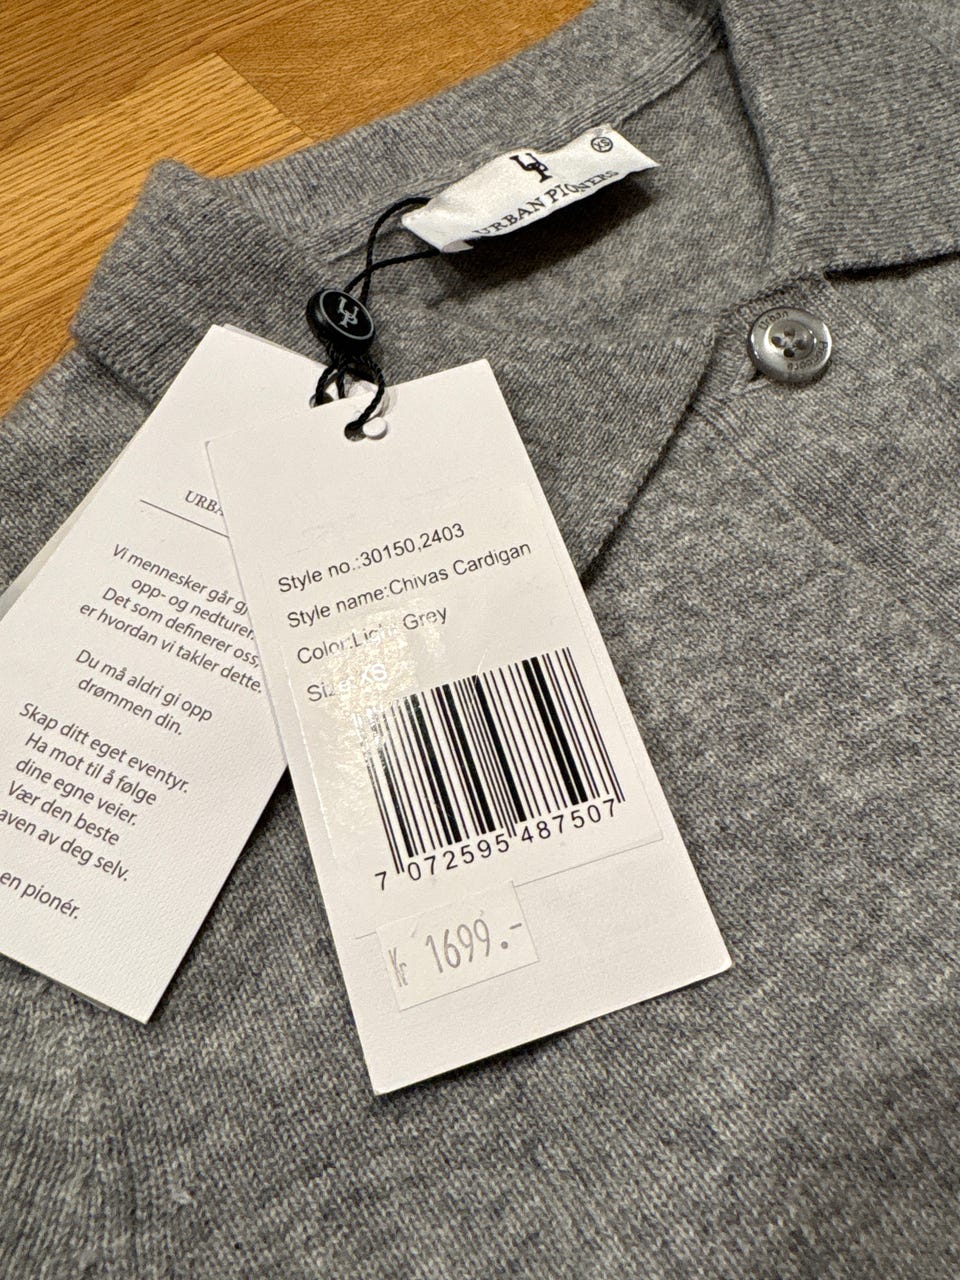 UP
XS
URBAN PIONERS
UP
URBA
Vi mennesker går gj
opp- og nedturer,
Det som definerer oss,
er hvordan vi takler dette.
Du må aldri gi opp
drømmen din.
Skap ditt eget eventyr.
Ha mot til å følge
dine egne veier.
Vær den beste
aven av deg selv.
en pionér.
Style no.:30150,2403
Style name:Chivas Cardigan
Color:Light Grey
Size:XS
7 072595 487507
Kr 1699.-